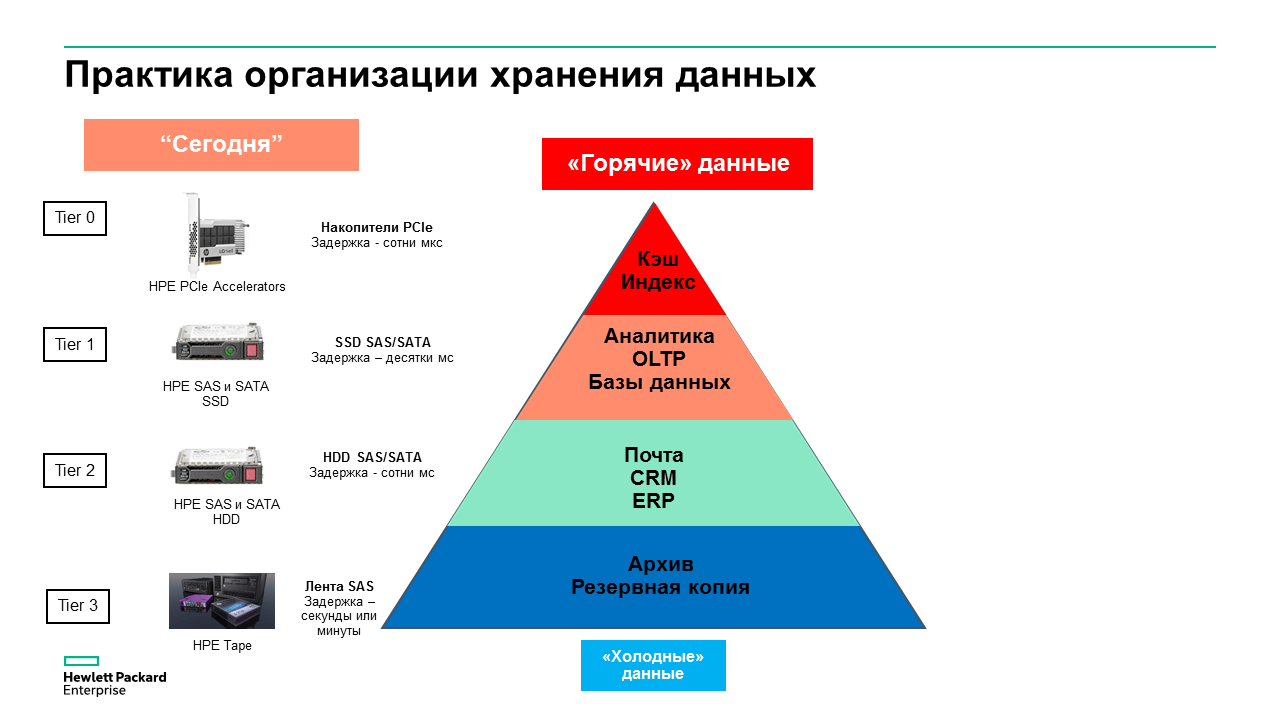 Практика организации хранения данных
“Сегодня”
«Горячие» данные
Tier 0
HPE PCIe Accelerators
Накопители PCIe
Задержка - сотни мкс
Кэш
Индекс
Tier 1
HPE SAS и SATA
SSD
SSD SAS/SATA
Задержка – десятки мс
Аналитика
OLTP
Базы данных
Tier 2
HPE SAS и SATA
HDD
HDD SAS/SATA
Задержка - сотни мс
Почта
CRM
ERP
Tier 3
HPE Tape
Лента SAS
Задержка –
секунды или
минуты
Архив
Резервная копия
«Холодные»
данные
Hewlett Packard
Enterprise